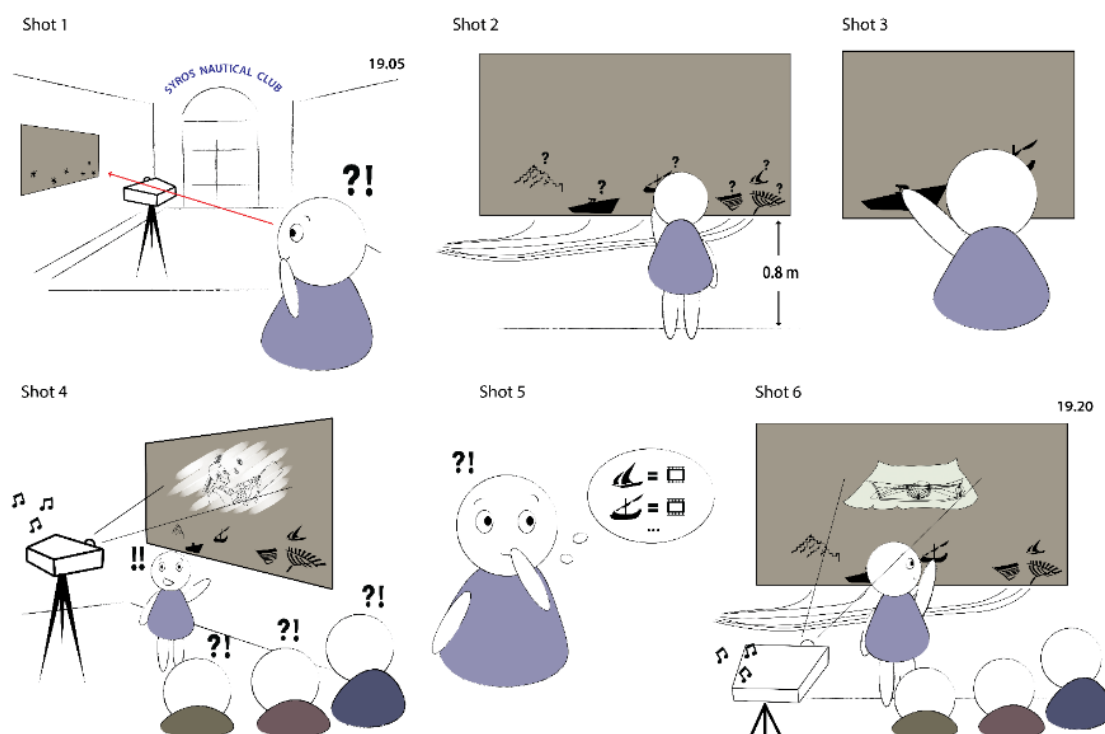 Shot 1
19.05
SYROS NAUTICAL CLUB
?!
Shot 2
?
?
?
?
?
?
0.8 m
Shot 3
Shot 4
!!
?!
?!
?!
Shot 5
?!
=
=
...
Shot 6
19.20